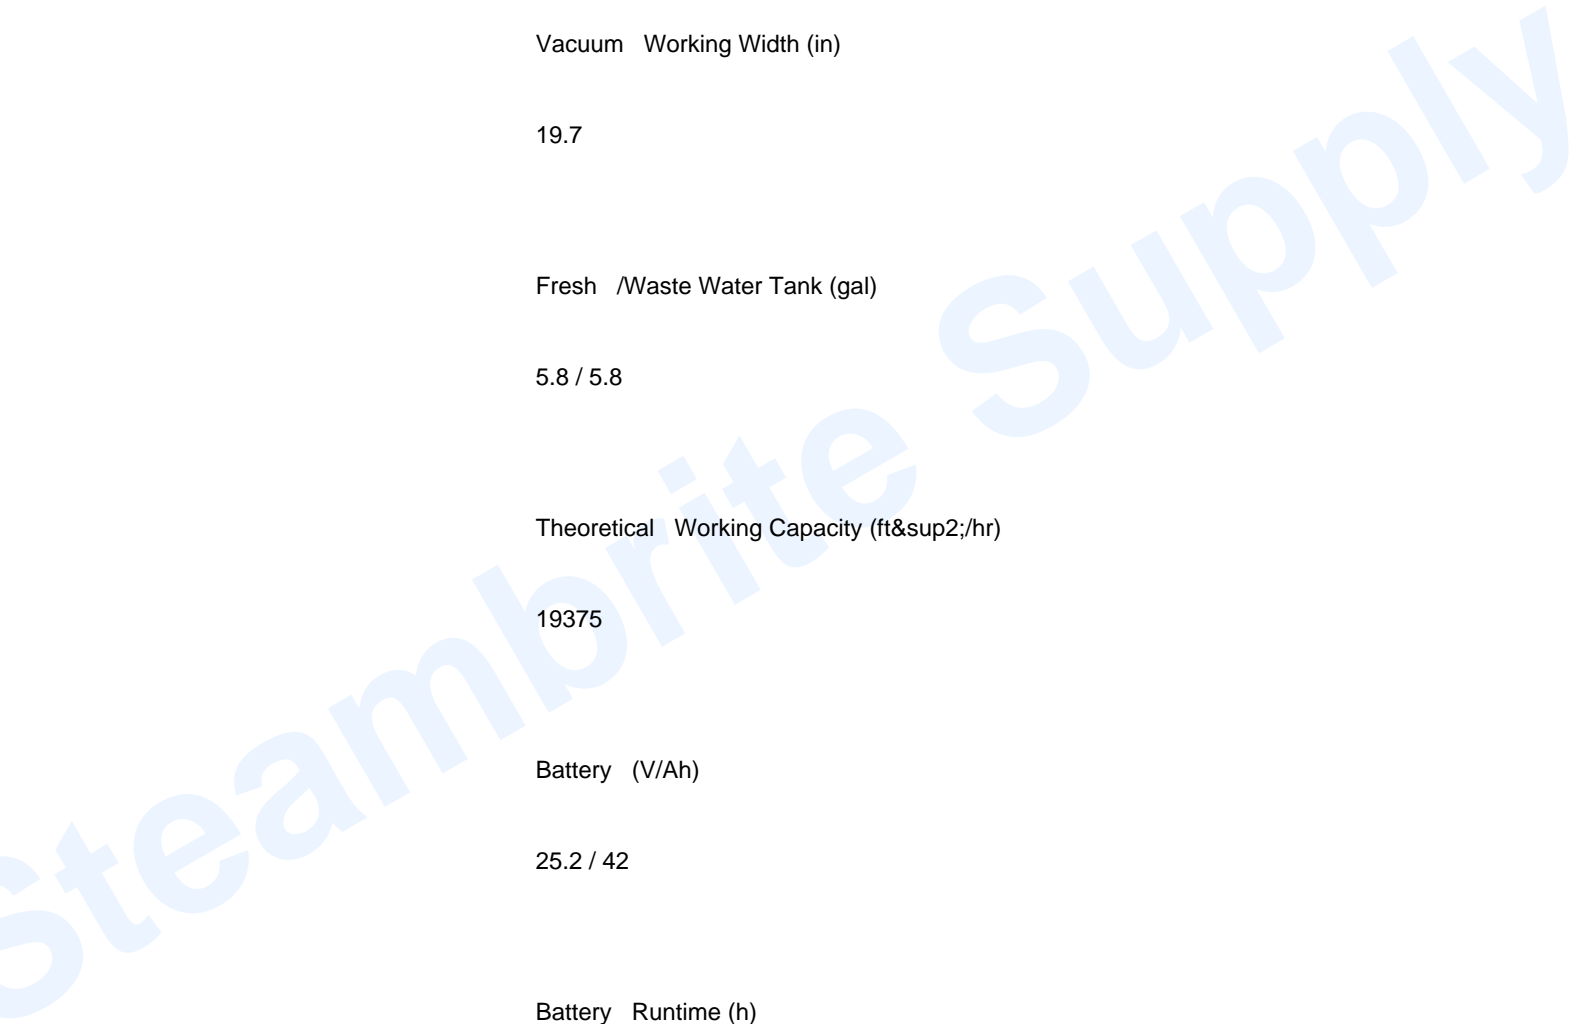 Vacuum   Working Width (in)
19.7
Fresh   /Waste Water Tank (gal)
5.8 / 5.8
Theoretical   Working Capacity (ft&sup2;/hr)
19375
Battery   (V/Ah)
25.2 / 42
Battery   Runtime (h)
Steambrite Supply